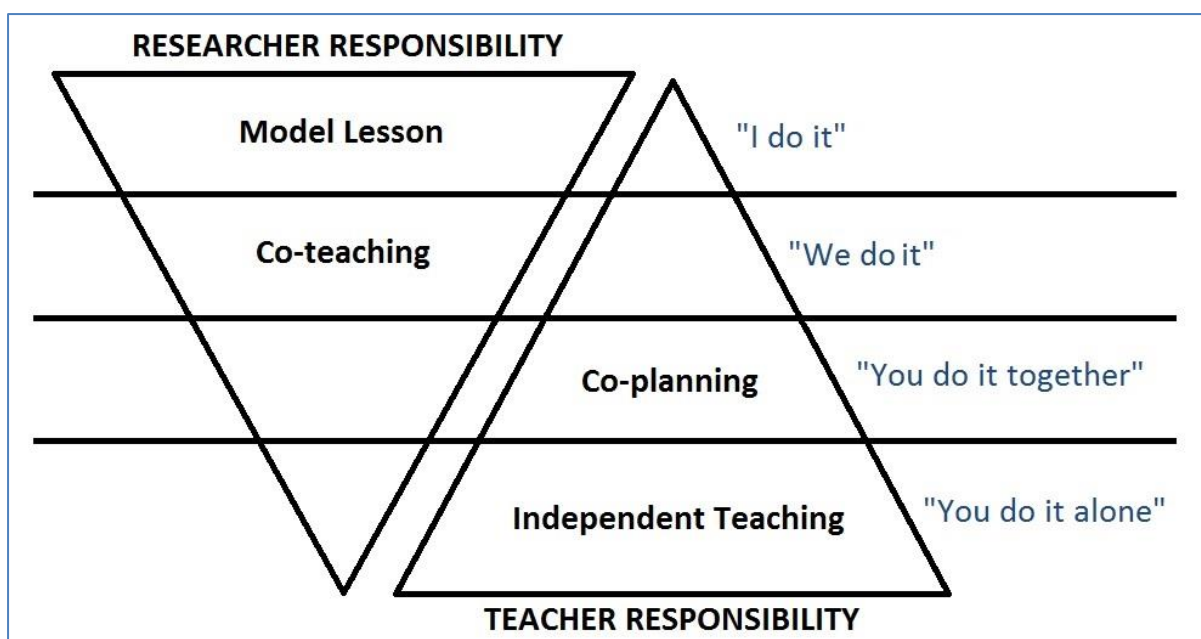 RESEARCHER RESPONSIBILITY
Model Lesson
"I do it"
Co-teaching
"We do it"
Co-planning
"You do it together"
Independent Teaching
"You do it alone"
TEACHER RESPONSIBILITY